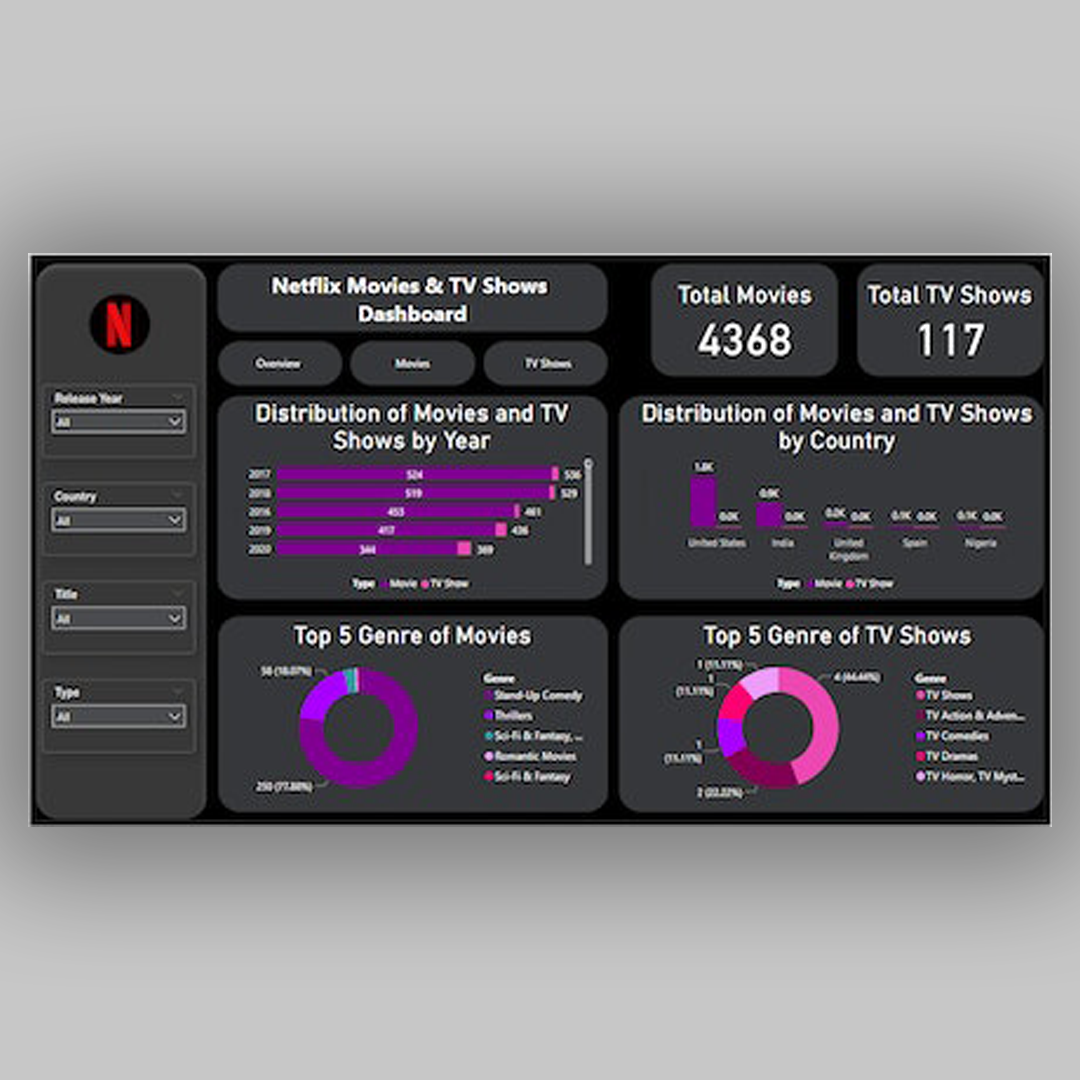 N
Release Year
All
Country
All
Title
All
Type
All
Netflix Movies & TV Shows
Dashboard
Overview
Movies
TV Shows
Total Movies
4368
Total TV Shows
117
Distribution of Movies and TV
Shows by Year
2017 524 536
2018 519 529
2016 453 461
2019 417 436
2020 344 369
Type Movie TV Show
Distribution of Movies and TV Shows
by Country
1.8K 0.0K
0.9K 0.0K
0.0K
0.1K 0.0K
0.1K 0.0K
United States
India
United
Kingdom
Spain
Nigeria
Type Movie TV Show
Top 5 Genre of Movies
250 (77.88%)
Genre
Stand-Up Comedy
Thrillers
Sci-Fi & Fantasy, ...
Romantic Movies
Sci-Fi & Fantasy
Top 5 Genre of TV Shows
1 (11.11%)
1
(11.11%)
1
(11.11%)
2 (22.22%)
4 (44.44%)
Genre
TV Shows
TV Action & Adven...
TV Comedies
TV Dramas
TV Horror, TV Myst...